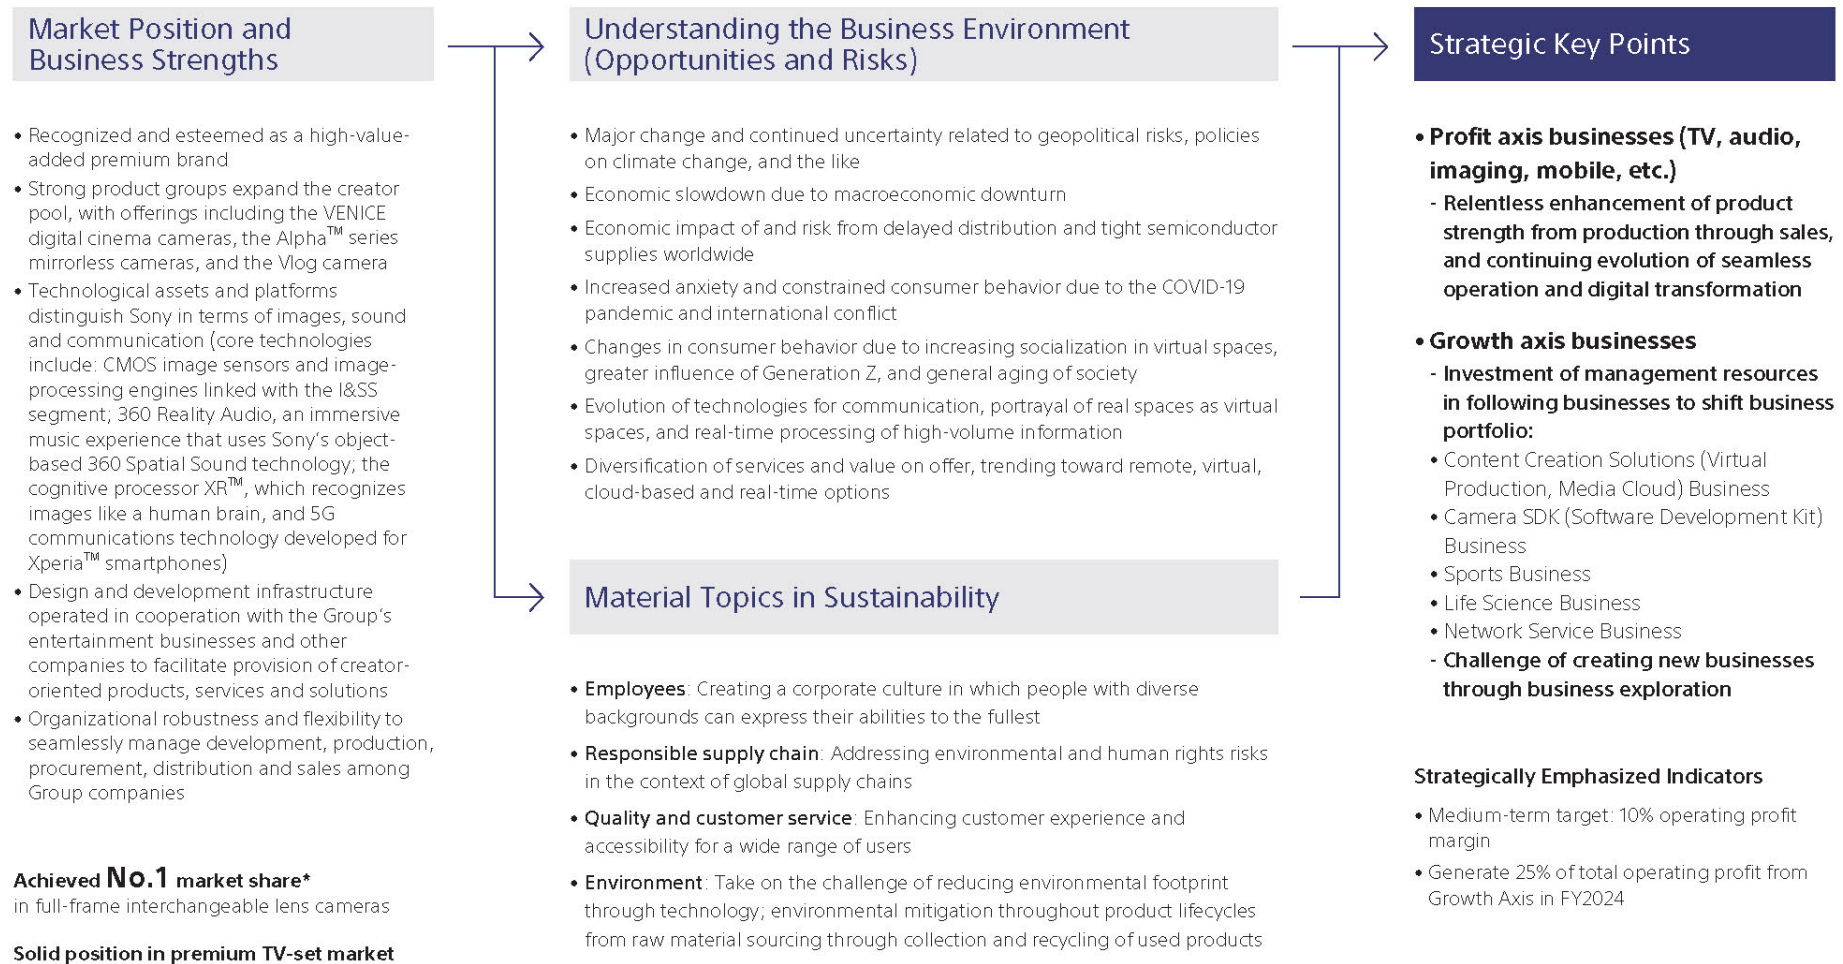 Market Position and
Business Strengths
• Recognized and esteemed as a high-value-
added premium brand
• Strong product groups expand the creator
pool, with offerings including the VENICE
digital cinema cameras, the Alpha™ series
mirrorless cameras, and the Vlog camera
• Technological assets and platforms
distinguish Sony in terms of images, sound
and communication (core technologies
include: CMOS image sensors and image-
processing engines linked with the I&SS
segment; 360 Reality Audio, an immersive
music experience that uses Sony's object-
based 360 Spatial Sound technology; the
cognitive processor XR™, which recognizes
images like a human brain, and 5G
communications technology developed for
Xperia™ smartphones)
• Design and development infrastructure
operated in cooperation with the Group's
entertainment businesses and other
companies to facilitate provision of creator-
oriented products, services and solutions
• Organizational robustness and flexibility to
seamlessly manage development, production,
procurement, distribution and sales among
Group companies
Achieved No.1 market share*
in full-frame interchangeable lens cameras
Solid position in premium TV-set market
Understanding the Business Environment
(Opportunities and Risks)
• Major change and continued uncertainty related to geopolitical risks, policies
on climate change, and the like
• Economic slowdown due to macroeconomic downturn
• Economic impact of and risk from delayed distribution and tight semiconductor
supplies worldwide
• Increased anxiety and constrained consumer behavior due to the COVID-19
pandemic and international conflict
• Changes in consumer behavior due to increasing socialization in virtual spaces,
greater influence of Generation Z, and general aging of society
• Evolution of technologies for communication, portrayal of real spaces as virtual
spaces, and real-time processing of high-volume information
• Diversification of services and value on offer, trending toward remote, virtual,
cloud-based and real-time options
Material Topics in Sustainability
• Employees: Creating a corporate culture in which people with diverse
backgrounds can express their abilities to the fullest
• Responsible supply chain: Addressing environmental and human rights risks
in the context of global supply chains
• Quality and customer service: Enhancing customer experience and
accessibility for a wide range of users
• Environment: Take on the challenge of reducing environmental footprint
through technology; environmental mitigation throughout product lifecycles
from raw material sourcing through collection and recycling of used products
Strategic Key Points
• Profit axis businesses (TV, audio,
imaging, mobile, etc.)
- Relentless enhancement of product
strength from production through sales,
and continuing evolution of seamless
operation and digital transformation
• Growth axis businesses
- Investment of management resources
in following businesses to shift business
portfolio:
• Content Creation Solutions (Virtual
Production, Media Cloud) Business
• Camera SDK (Software Development Kit)
Business
• Sports Business
• Life Science Business
• Network Service Business
- Challenge of creating new businesses
through business exploration
Strategically Emphasized Indicators
• Medium-term target: 10% operating profit
margin
• Generate 25% of total operating profit from
Growth Axis in FY2024